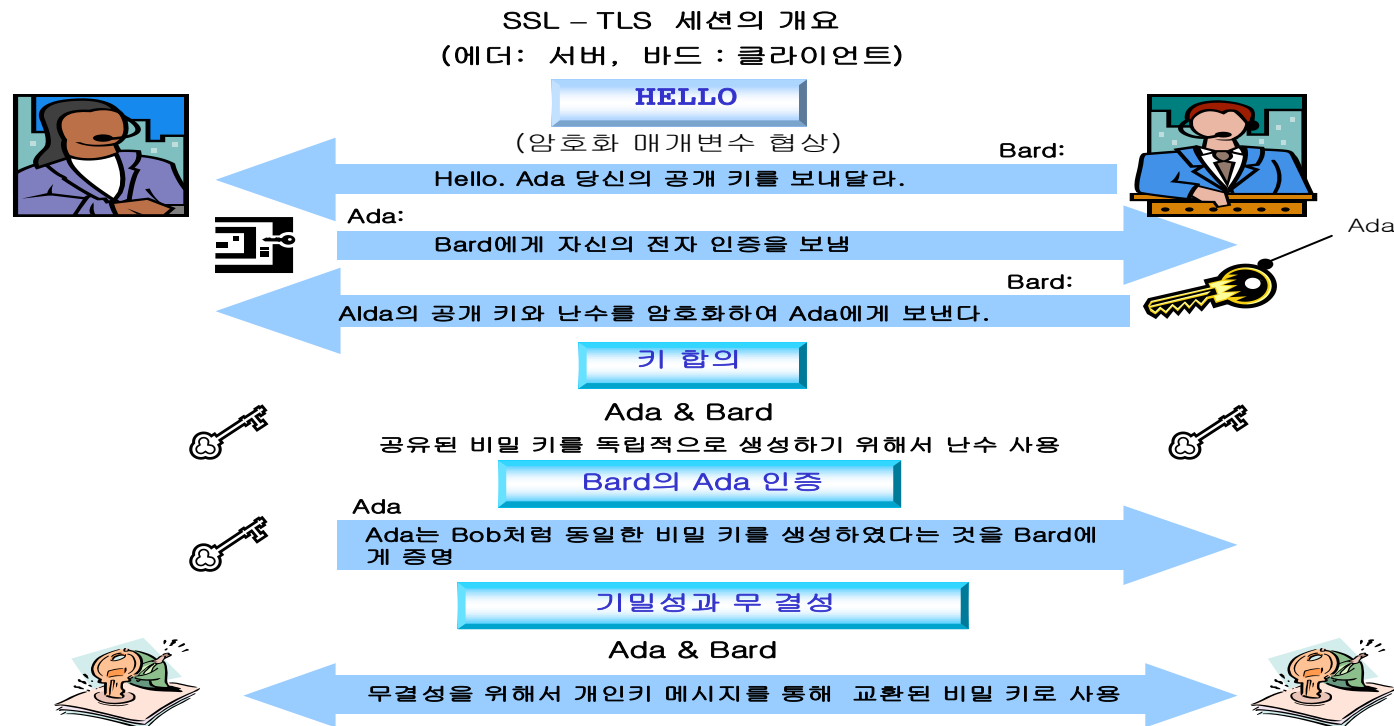 SSL – TLS 세션의 개요
(에더: 서버, 바드 : 클라이언트)
HELLO
(암호화 매개변수 협상)
Bard:
Hello. Ada 당신의 공개 키를 보내달라.
Ada:
Bard에게 자신의 전자 인증을 보냄
Ada
Bard:
Alda의 공개 키와 난수를 암호화하여 Ada에게 보낸다.
키 합의
Ada & Bard
공유된 비밀 키를 독립적으로 생성하기 위해서 난수 사용
Bard의 Ada 인증
Ada
Ada는 Bob처럼 동일한 비밀 키를 생성하였다는 것을 Bard에
게 증명
기밀성과 무 결성
Ada & Bard
무결성을 위해서 개인키 메시지를 통해 교환된 비밀 키로 사용